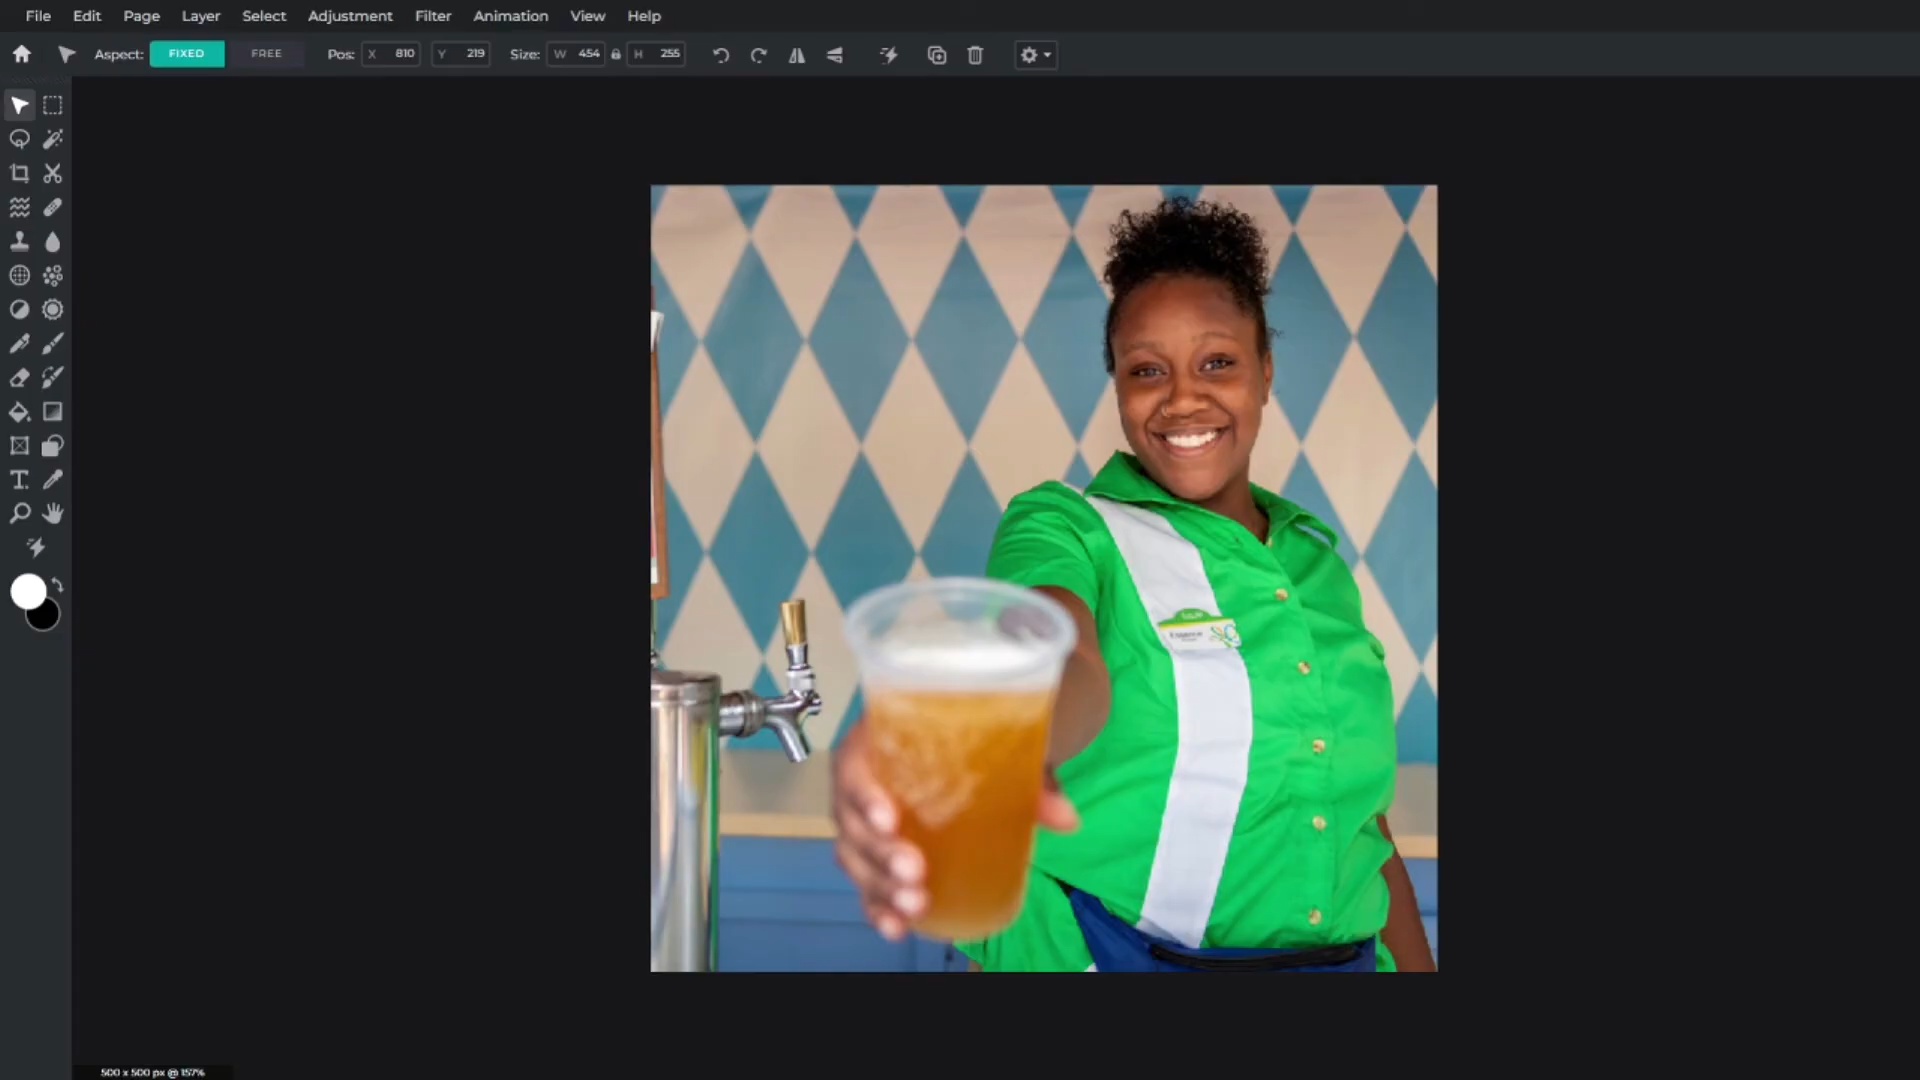 File Edit Page Layer Select Adjustment Filter Animation View Help
Aspect: FIXED FREE Pos: X 810 Y 219 Size: W 454 H 255
T.
Essence
500 x 500 px @ 157%